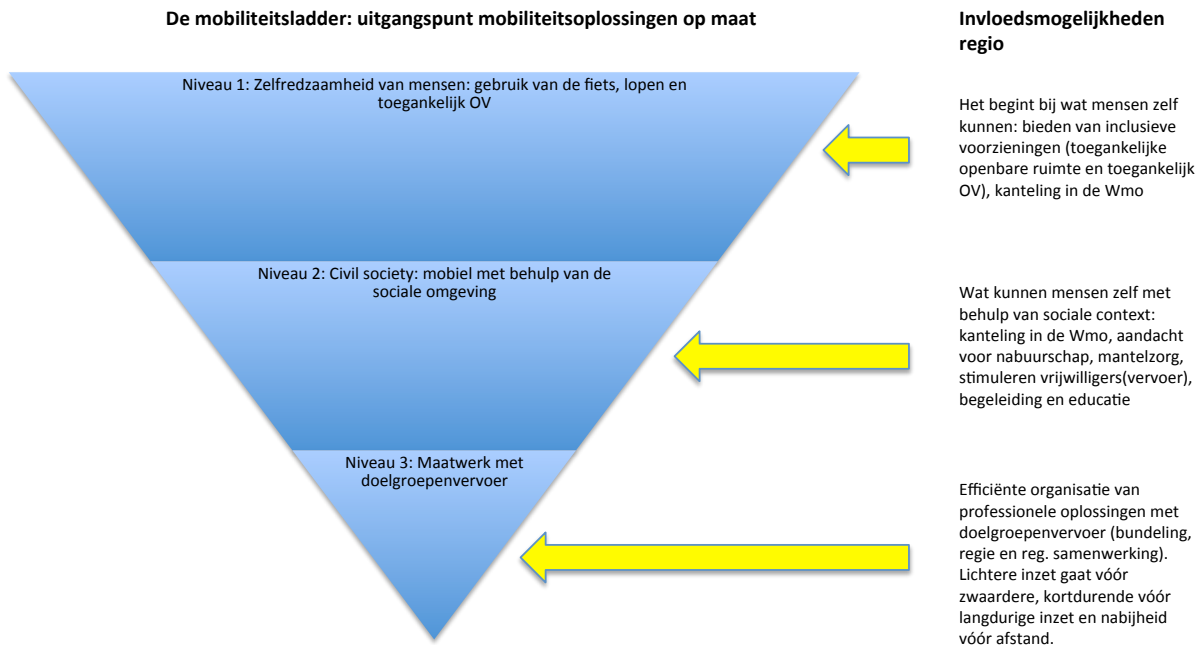 De mobiliteitsladder: uitgangspunt mobiliteitsoplossingen op maat
Invloedsmogelijkheden
regio
Niveau 1: Zelfredzaamheid van mensen: gebruik van de fiets, lopen en
toegankelijk OV
Het begint bij wat mensen zelf
kunnen: bieden van inclusieve
voorzieningen (toegankelijke
openbare ruimte en toegankelijk
OV), kanteling in de Wmo
Niveau 2: Civil society: mobiel met behulp van de
sociale omgeving
Wat kunnen mensen zelf met
behulp van sociale context:
kanteling in de Wmo, aandacht
voor nabuurschap, mantelzorg,
stimuleren vrijwilligers(vervoer),
begeleiding en educatie
Niveau 3: Maatwerk met
doelgroepenvervoer
Efficiënte organisatie van
professionele oplossingen met
doelgroepenvervoer (bundeling,
regie en reg. samenwerking).
Lichtere inzet gaat vóór
zwaardere, kortdurende vóór
langdurige inzet en nabijheid
vóór afstand.